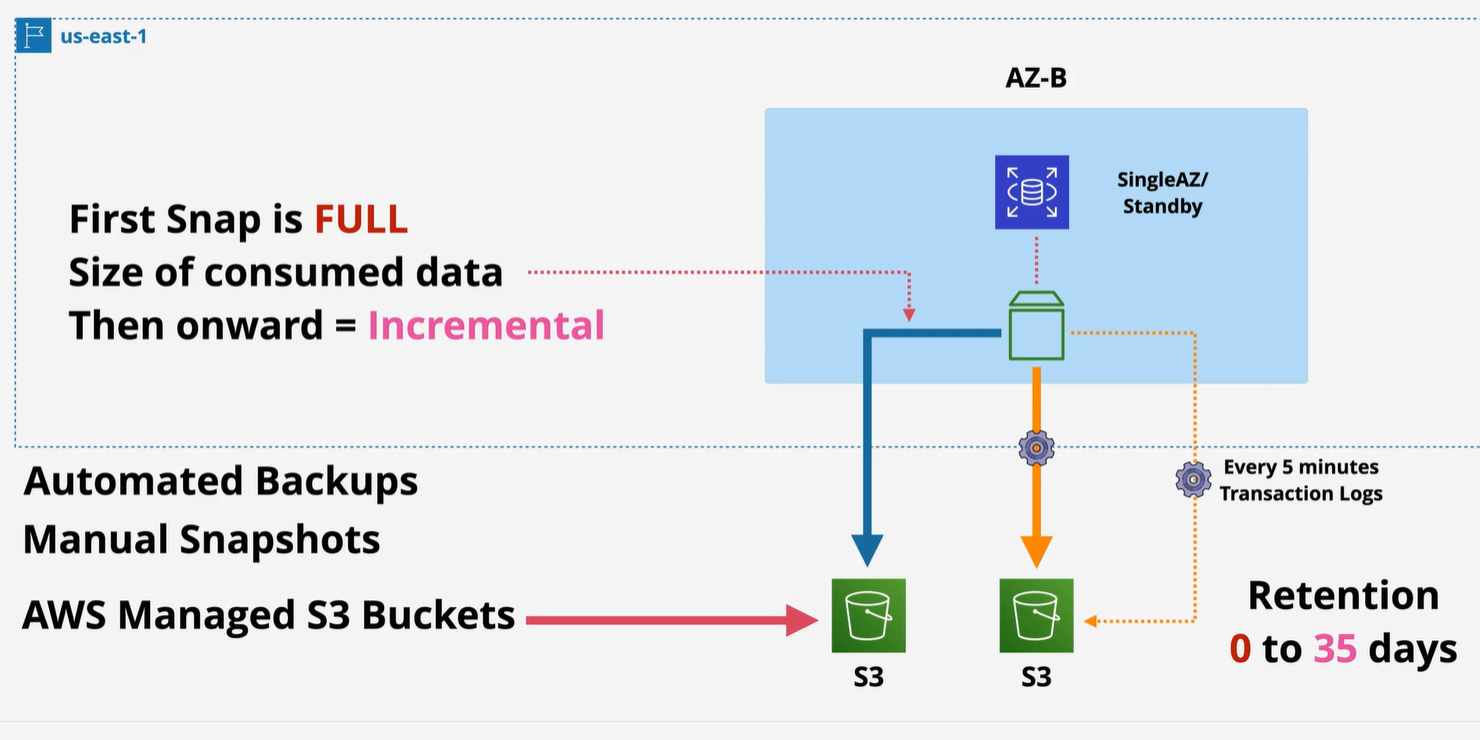 us-east-1
AZ-B
SingleAZ/
Standby
First Snap is FULL
Size of consumed data
Then onward = Incremental
Automated Backups
Manual Snapshots
AWS Managed S3 Buckets
Every 5 minutes
Transaction Logs
Retention
0 to 35 days
S3
S3